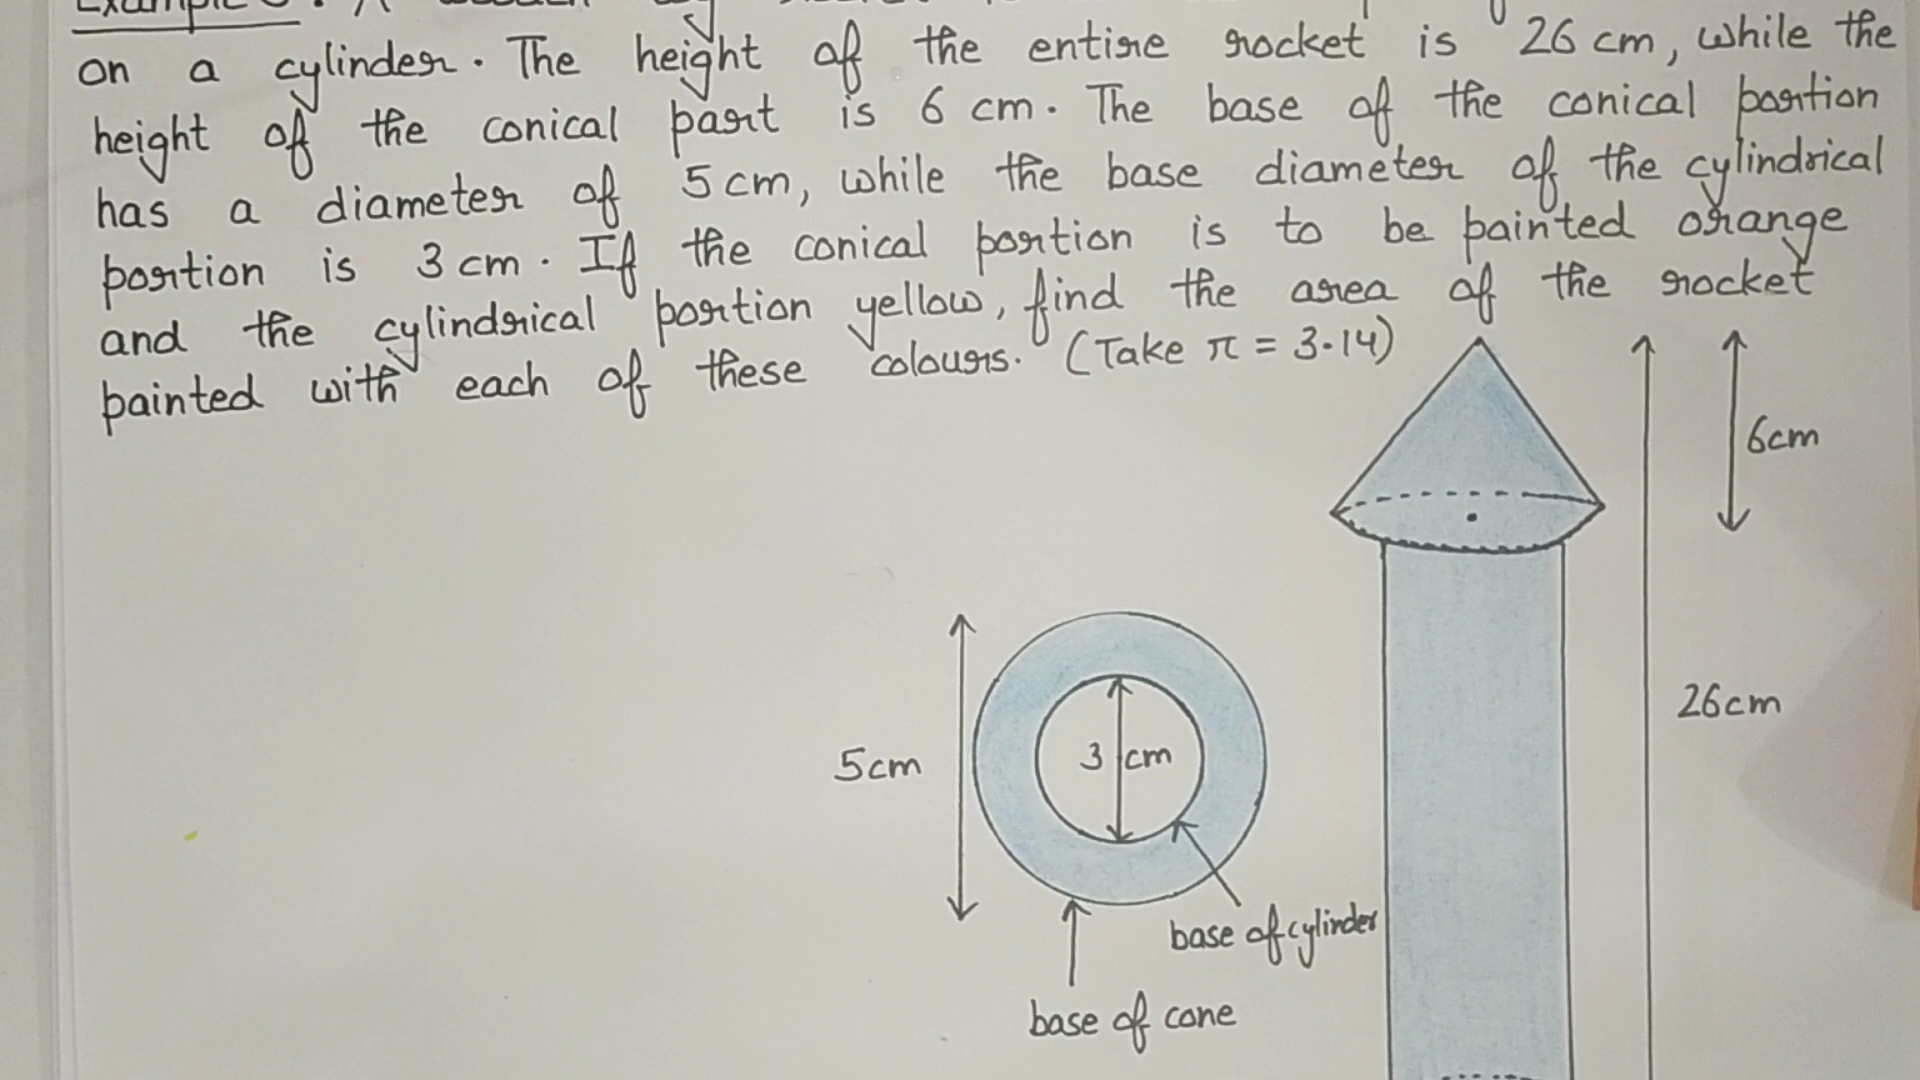 on a cylinder. The height of the entire rocket is 26 cm, while the
height of the conical part is 6 cm. The base of the conical portion
has a diameter of 5cm, while the base diameter of the cylindrical
portion is 3 cm. If the conical portion is to be painted orange
and the cylindrical portion yellow, find the area of the rocket
painted with each of these colours. (Take π = 3.14)
6cm
26cm
5cm
3 cm
base of cylinder
base of cone